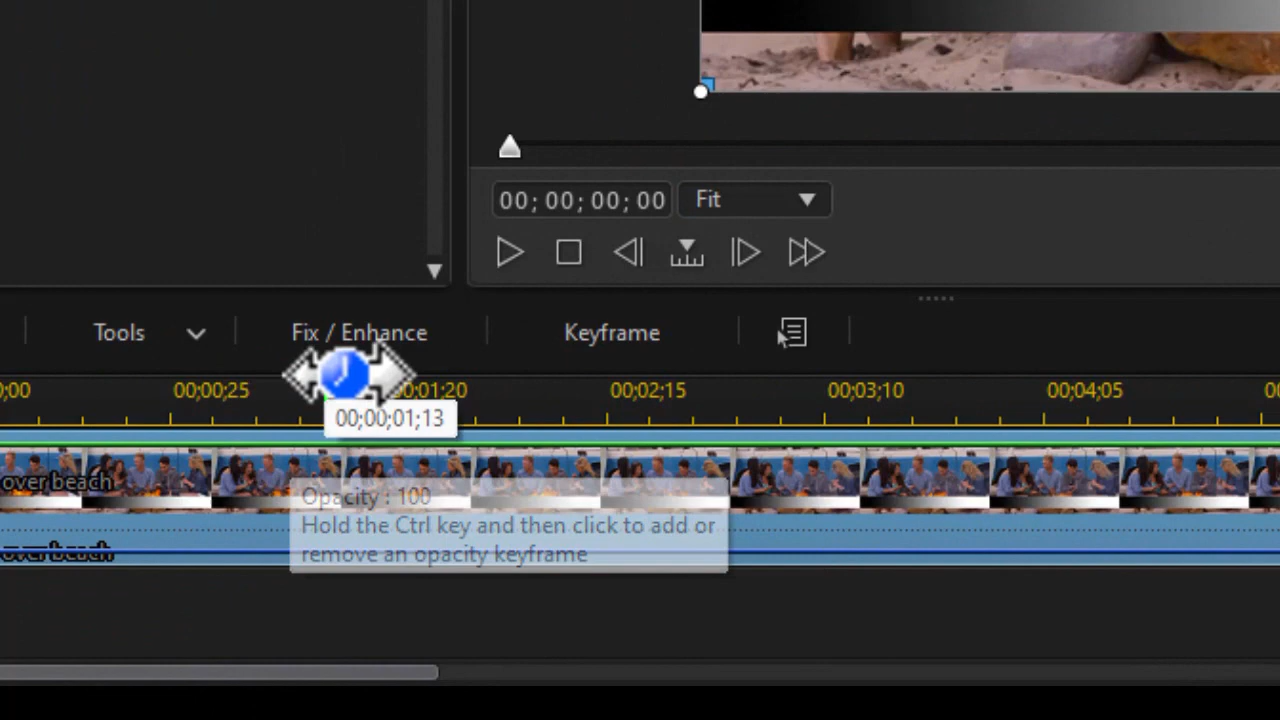 00; 00; 00; 00
Fit
Tools
Fix / Enhance
Keyframe
00;00;25
00;01;20
00;02;15
00;03;10
00;04;05
00;00;01;13
over beach
Opacity : 100
Hold the Ctrl key and then click to add or
remove an opacity keyframe
over beach